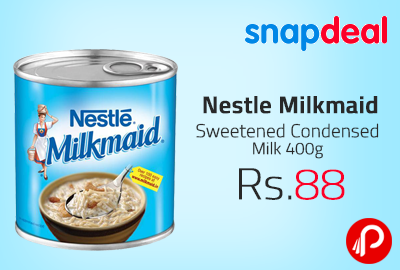 snapdeal
Nestle Milkmaid
Sweetened Condensed
Milk 400g
Rs.88
Nestlé
Milkmaid